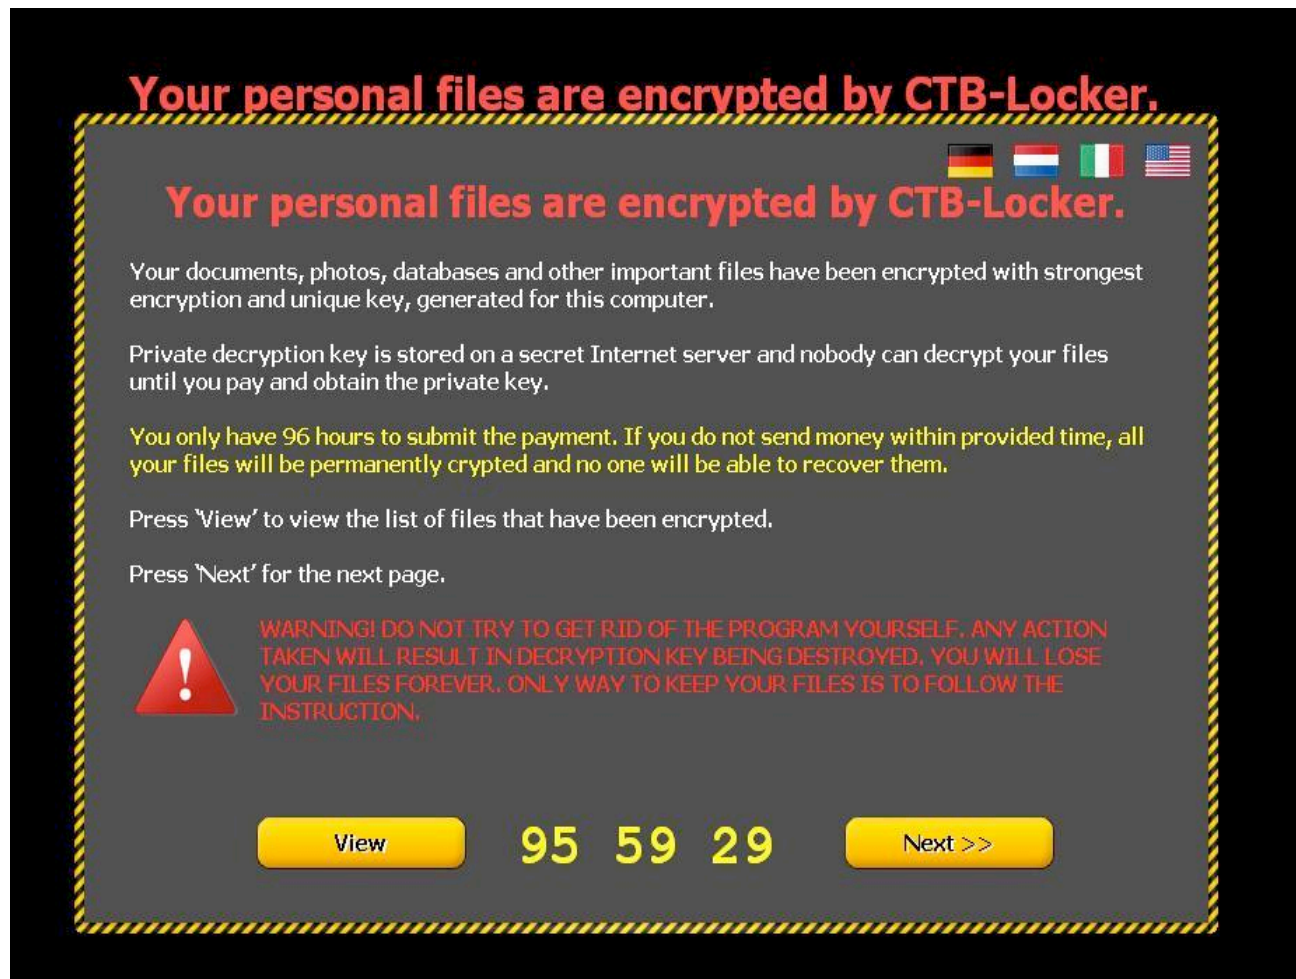 Your personal files are encrypted by CTB-Locker.
Your personal files are encrypted by CTB-Locker.
Your documents, photos, databases and other important files have been encrypted with strongest
encryption and unique key, generated for this computer.
Private decryption key is stored on a secret Internet server and nobody can decrypt your files
until you pay and obtain the private key.
You only have 96 hours to submit the payment. If you do not send money within provided time, all
your files will be permanently crypted and no one will be able to recover them.
Press 'View' to view the list of files that have been encrypted.
Press 'Next' for the next page.
WARNING! DO NOT TRY TO GET RID OF THE PROGRAM YOURSELF. ANY ACTION
TAKEN WILL RESULT IN DECRYPTION KEY BEING DESTROYED. YOU WILL LOSE
YOUR FILES FOREVER. ONLY WAY TO KEEP YOUR FILES IS TO FOLLOW THE
INSTRUCTION.
View 95 59 29 Next >>